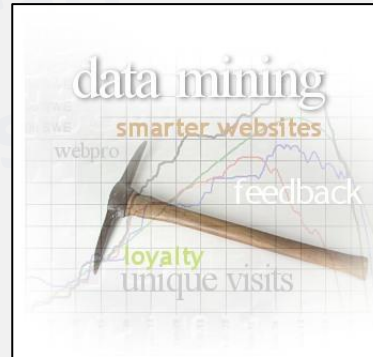 data mining
smarter websites
webpro
feedback
loyalty
unique visits